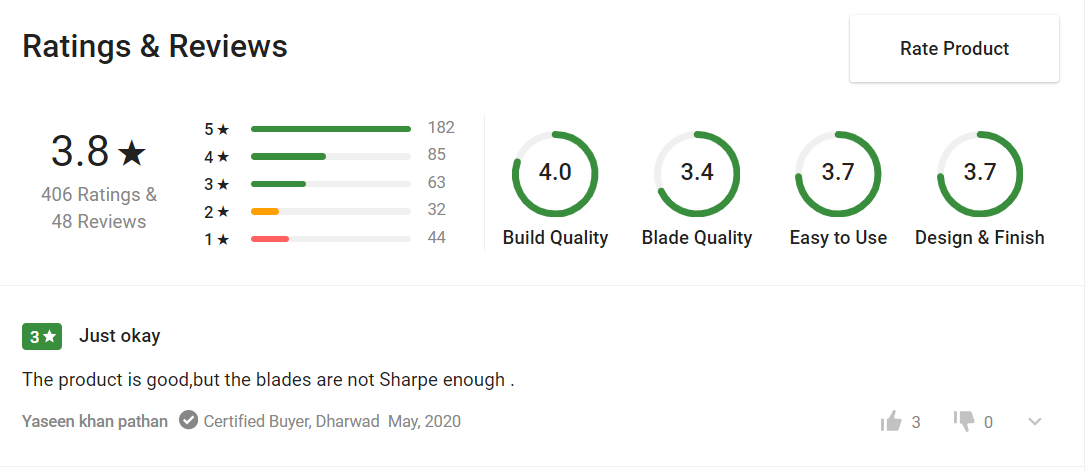 Ratings & Reviews
Rate Product
3.8★
406 Ratings &
48 Reviews
5★ 182
4★ 85
3★ 63
2★ 32
1★ 44
4.0 3.4 3.7 3.7
Build Quality Blade Quality Easy to Use Design & Finish
3★ Just okay
The product is good,but the blades are not Sharpe enough .
Yaseen khan pathan Certified Buyer, Dharwad May, 2020 3 0